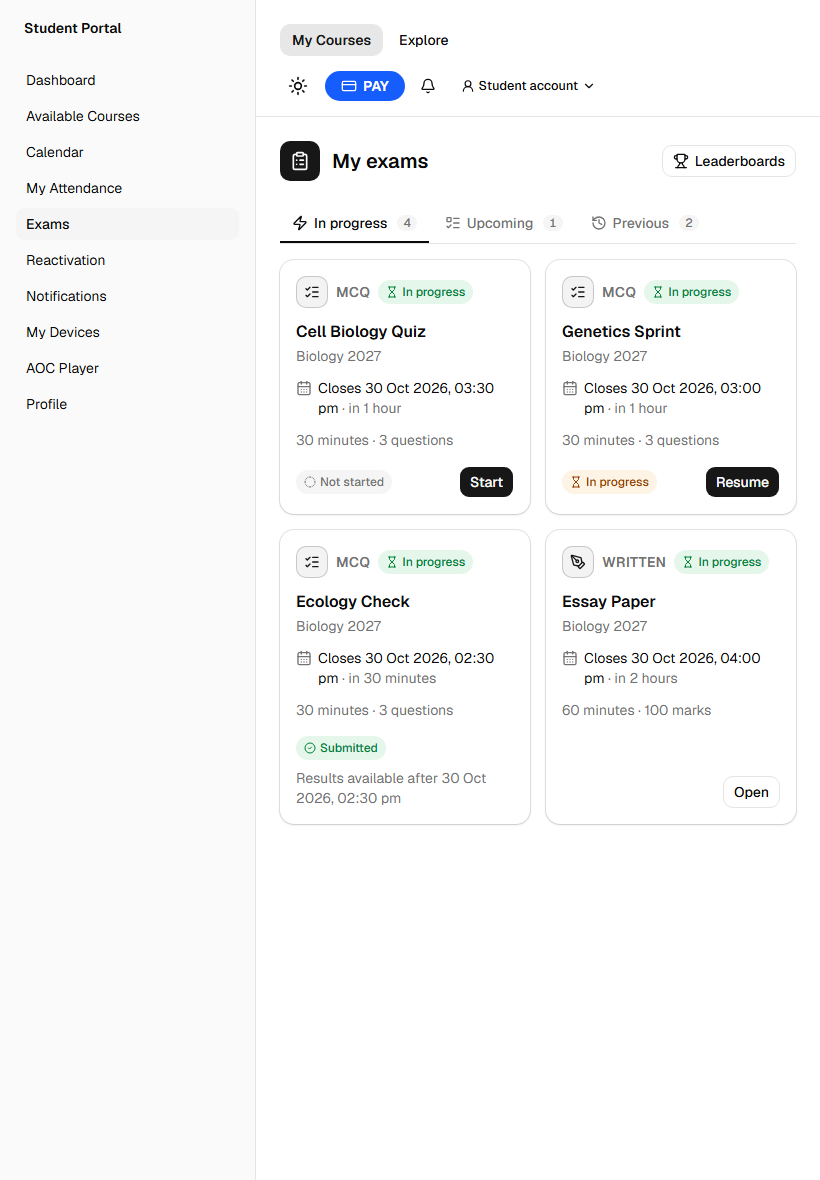 Student Portal
Dashboard
Available Courses
Calendar
My Attendance
Exams
Reactivation
Notifications
My Devices
AOC Player
Profile
My Courses
Explore
PAY
Student account
My exams
Leaderboards
In progress 4
Upcoming 1
Previous 2
MCQ In progress
Cell Biology Quiz
Biology 2027
Closes 30 Oct 2026, 03:30
pm · in 1 hour
30 minutes · 3 questions
Not started
Start
MCQ In progress
Genetics Sprint
Biology 2027
Closes 30 Oct 2026, 03:00
pm · in 1 hour
30 minutes · 3 questions
In progress
Resume
MCQ In progress
Ecology Check
Biology 2027
Closes 30 Oct 2026, 02:30
pm · in 30 minutes
30 minutes · 3 questions
Submitted
Results available after 30 Oct
2026, 02:30 pm
WRITTEN In progress
Essay Paper
Biology 2027
Closes 30 Oct 2026, 04:00
pm · in 2 hours
60 minutes · 100 marks
Open